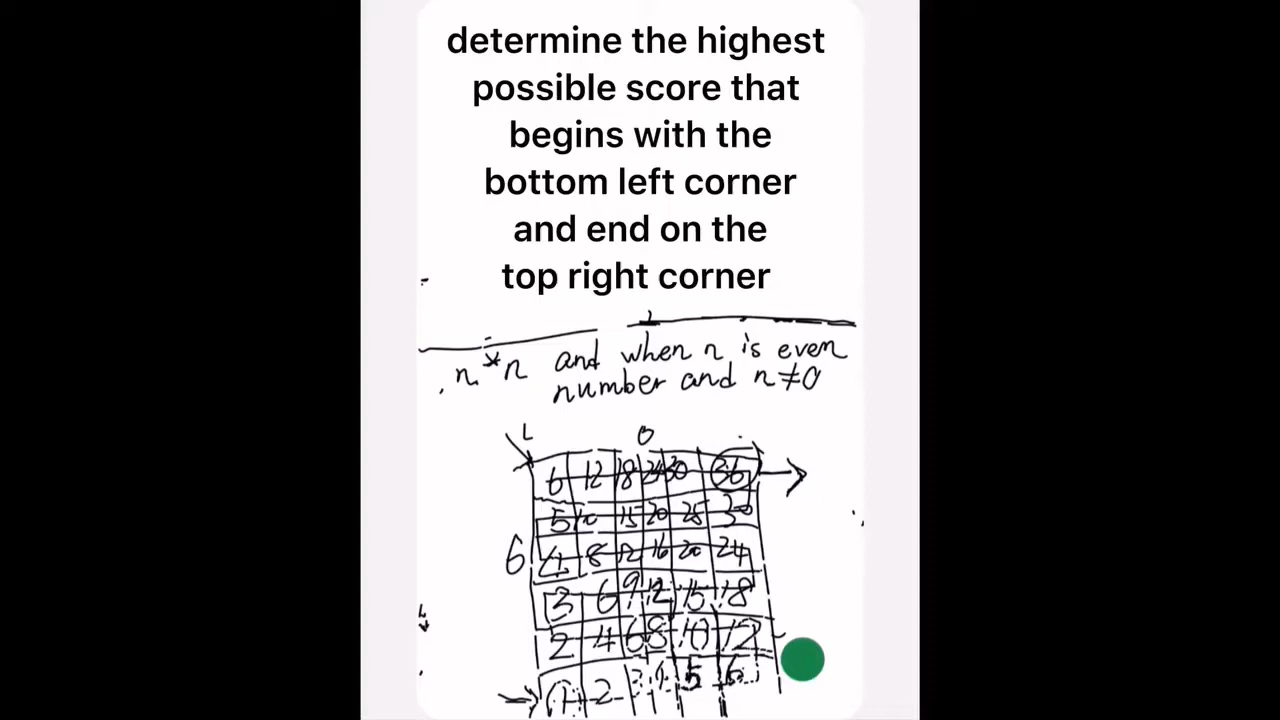 determine the highest
possible score that
begins with the
bottom left corner
and end on the
top right corner
n * n and when n is even
number and n ≠ 0
6 12 18 24 30 36
5 10 15 20 25 30
6 4 8 12 16 20 24
3 6 9 12 15 18
2 4 6 8 10 12
1 2 3 4 5 6